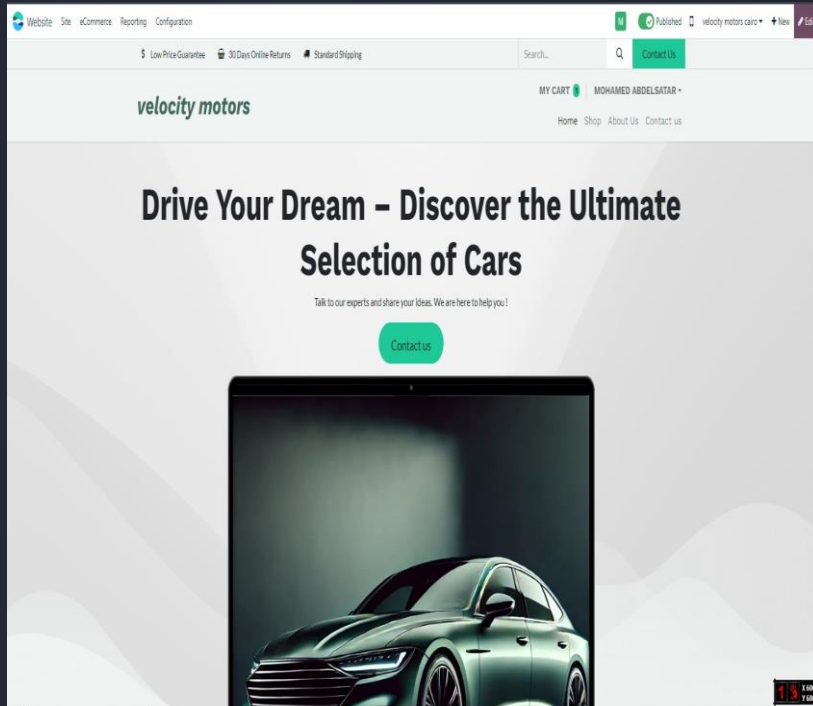 Website Site eCommerce Reporting Configuration M Published velocity motors cairo New Edi
$ Low Price Guarantee 30 Days Online Returns Standard Shipping Search... Contact Us
velocity motors
MY CART MOHAMED ABDELSATAR
Home Shop About Us Contact us
Drive Your Dream – Discover the Ultimate
Selection of Cars
Talk to our experts and share your ideas. We are here to help you !
Contact us